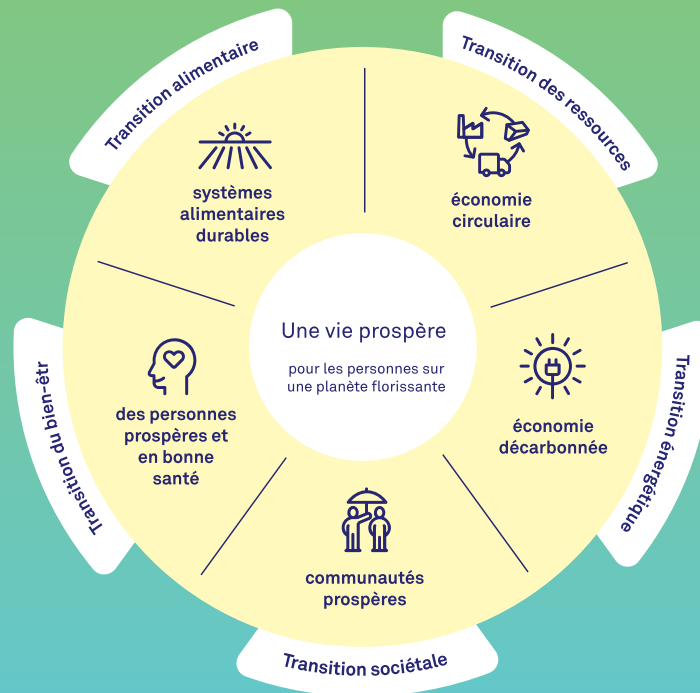 Transition alimentaire
Transition des ressources
systèmes
alimentaires
durables
économie
circulaire
Une vie prospère
pour les personnes sur
une planète florissante
des personnes
prospères et
en bonne
santé
économie
décarbonnée
communautés
prospères
Transition du bien-êtr
Transition énergétique
Transition sociétale